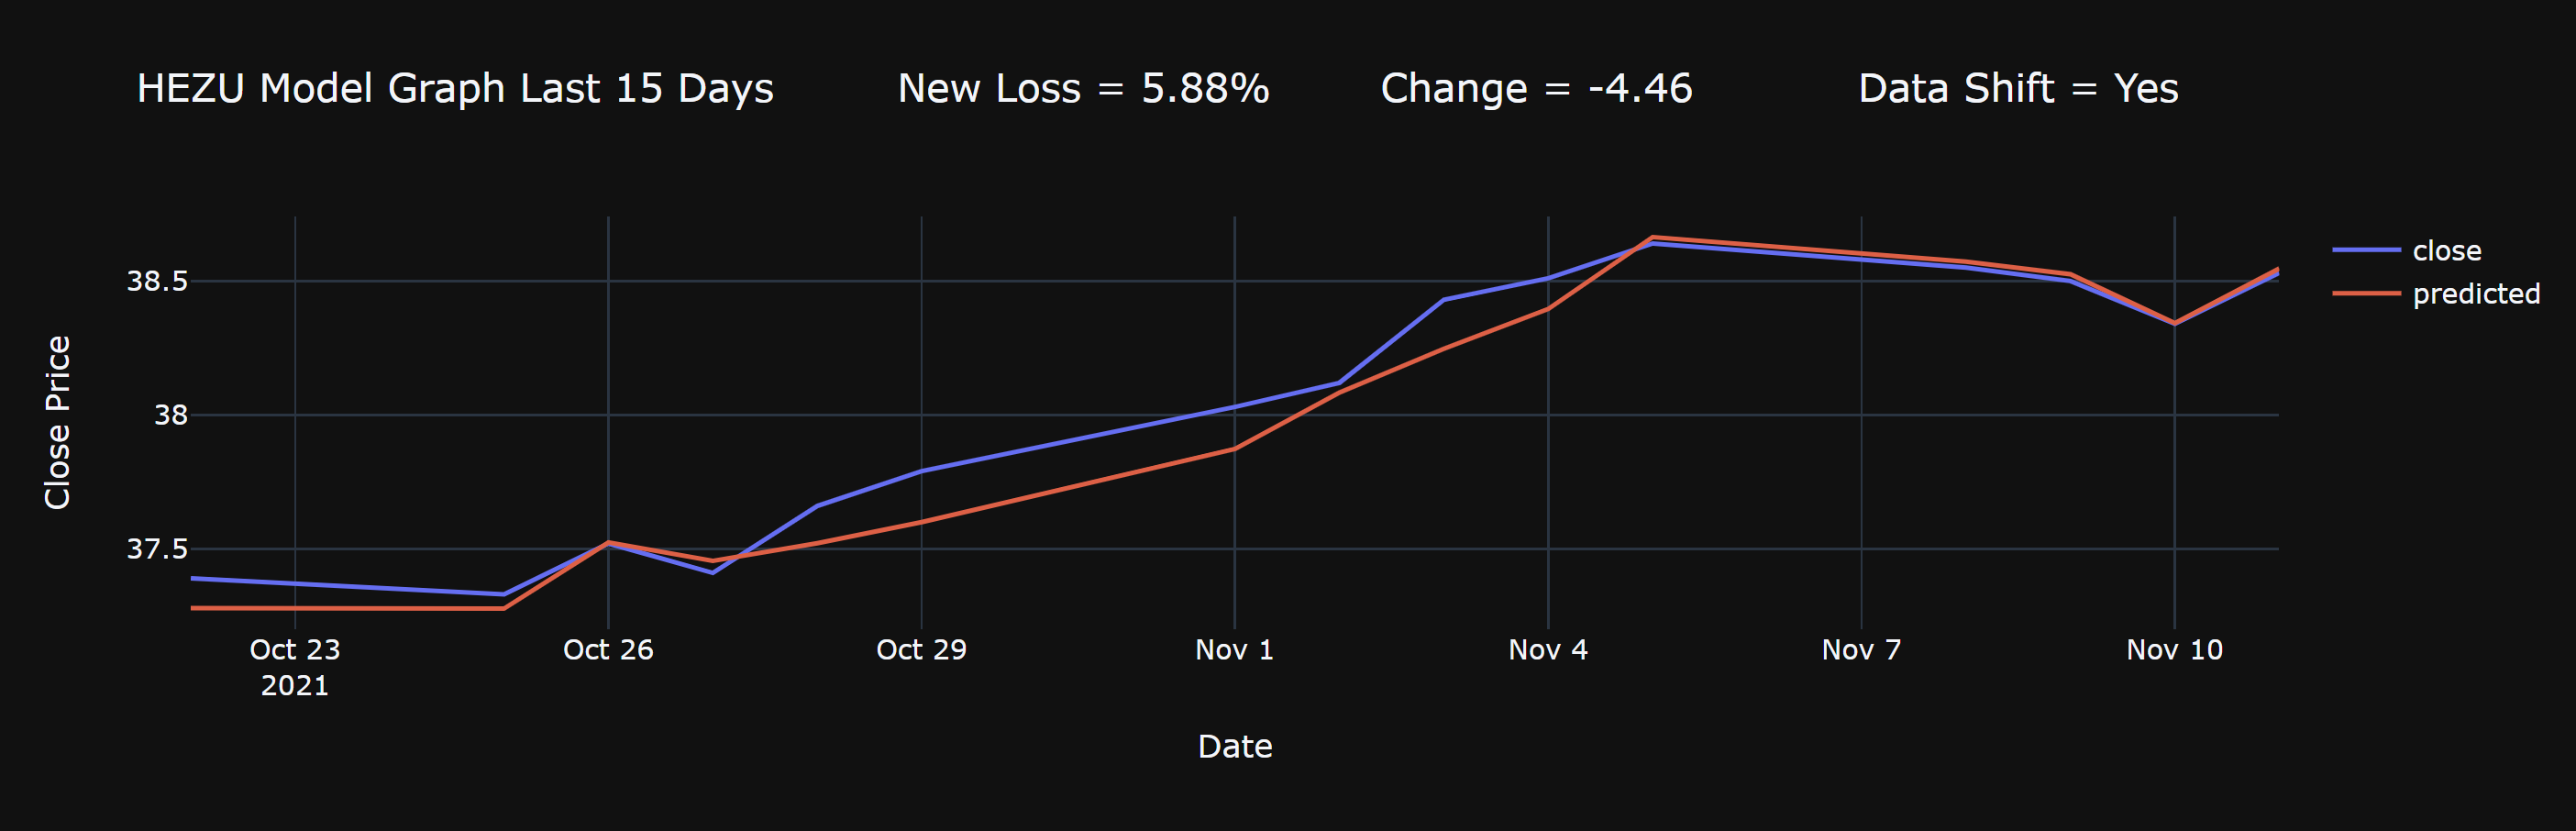 HEZU Model Graph Last 15 Days New Loss = 5.88% Change = -4.46 Data Shift = Yes
close
predicted
38.5
38
37.5
Close Price
Oct 23 Oct 26 Oct 29 Nov 1 Nov 4 Nov 7 Nov 10
2021
Date